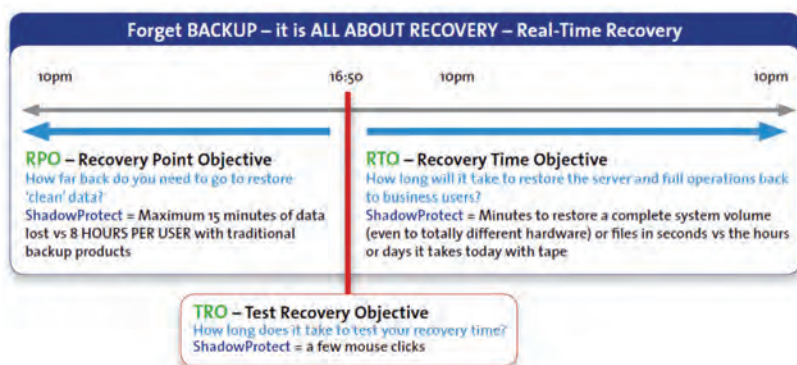 Forget BACKUP – it is ALL ABOUT RECOVERY – Real-Time Recovery
10pm 16:50 10pm 10pm
RPO – Recovery Point Objective
How far back do you need to go to restore
'clean' data?
ShadowProtect = Maximum 15 minutes of data
lost vs 8 HOURS PER USER with traditional
backup products
RTO – Recovery Time Objective
How long will it take to restore the server and full operations back
to business users?
ShadowProtect = Minutes to restore a complete system volume
(even to totally different hardware) or files in seconds vs the hours
or days it takes today with tape
TRO – Test Recovery Objective
How long does it take to test your recovery time?
ShadowProtect = a few mouse clicks